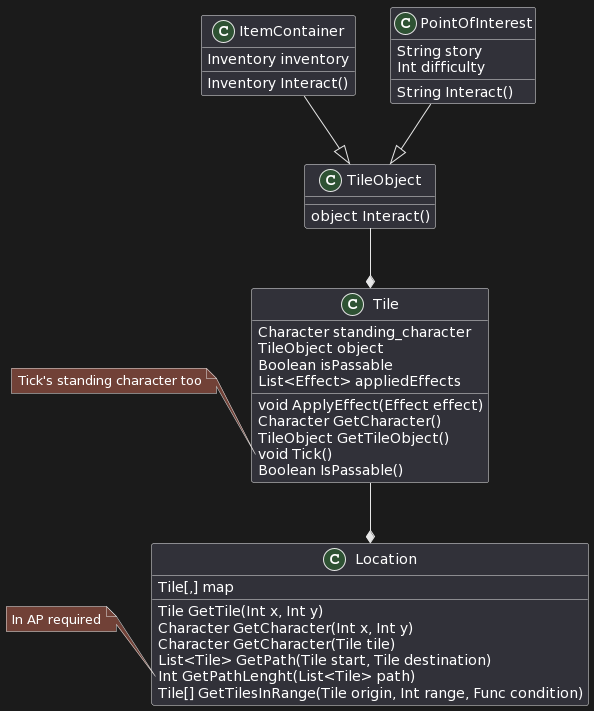 C ItemContainer
Inventory inventory
Inventory Interact()
C PointOfInterest
String story
Int difficulty
String Interact()
C TileObject
object Interact()
C Tile
Character standing_character
TileObject object
Boolean isPassable
List<Effect> appliedEffects
void ApplyEffect(Effect effect)
Character GetCharacter()
TileObject GetTileObject()
void Tick()
Boolean IsPassable()
Tick's standing character too
C Location
Tile[,] map
Tile GetTile(Int x, Int y)
Character GetCharacter(Int x, Int y)
Character GetCharacter(Tile tile)
List<Tile> GetPath(Tile start, Tile destination)
Int GetPathLenght(List<Tile> path)
Tile[] GetTilesInRange(Tile origin, Int range, Func condition)
In AP required